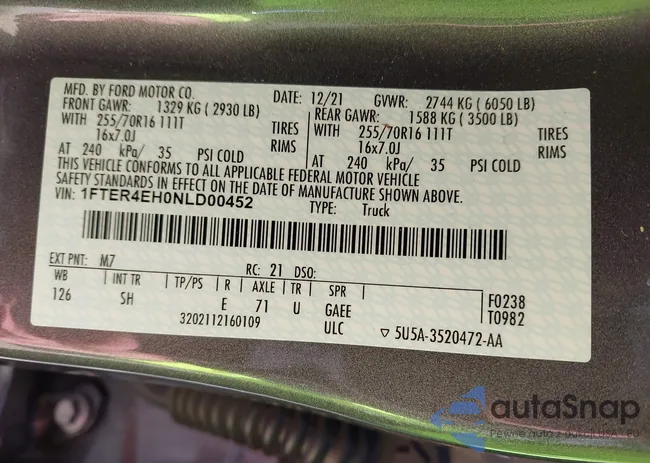 MFD. BY FORD MOTOR CO. DATE: 12/21 GVWR: 2744 KG ( 6050 LB)
FRONT GAWR: 1329 KG ( 2930 LB) REAR GAWR: 1588 KG ( 3500 LB)
WITH 255/70R16 111T TIRES WITH 255/70R16 111T TIRES
16x7.0J RIMS 16x7.0J RIMS
AT 240 kPa/ 35 PSI COLD AT 240 kPa/ 35 PSI COLD
THIS VEHICLE CONFORMS TO ALL APPLICABLE FEDERAL MOTOR VEHICLE
SAFETY STANDARDS IN EFFECT ON THE DATE OF MANUFACTURE SHOWN ABOVE.
VIN: 1FTER4EH0NLD00452 TYPE: Truck
EXT PNT: M7 RC: 21 DSO:
WB INT TR TP/PS R AXLE TR SPR
126 SH E 71 U GAEE F0238
ULC T0982
3202112160109 5U5A-3520472-AA
autaSnap
Pewne auto z duszą... EU